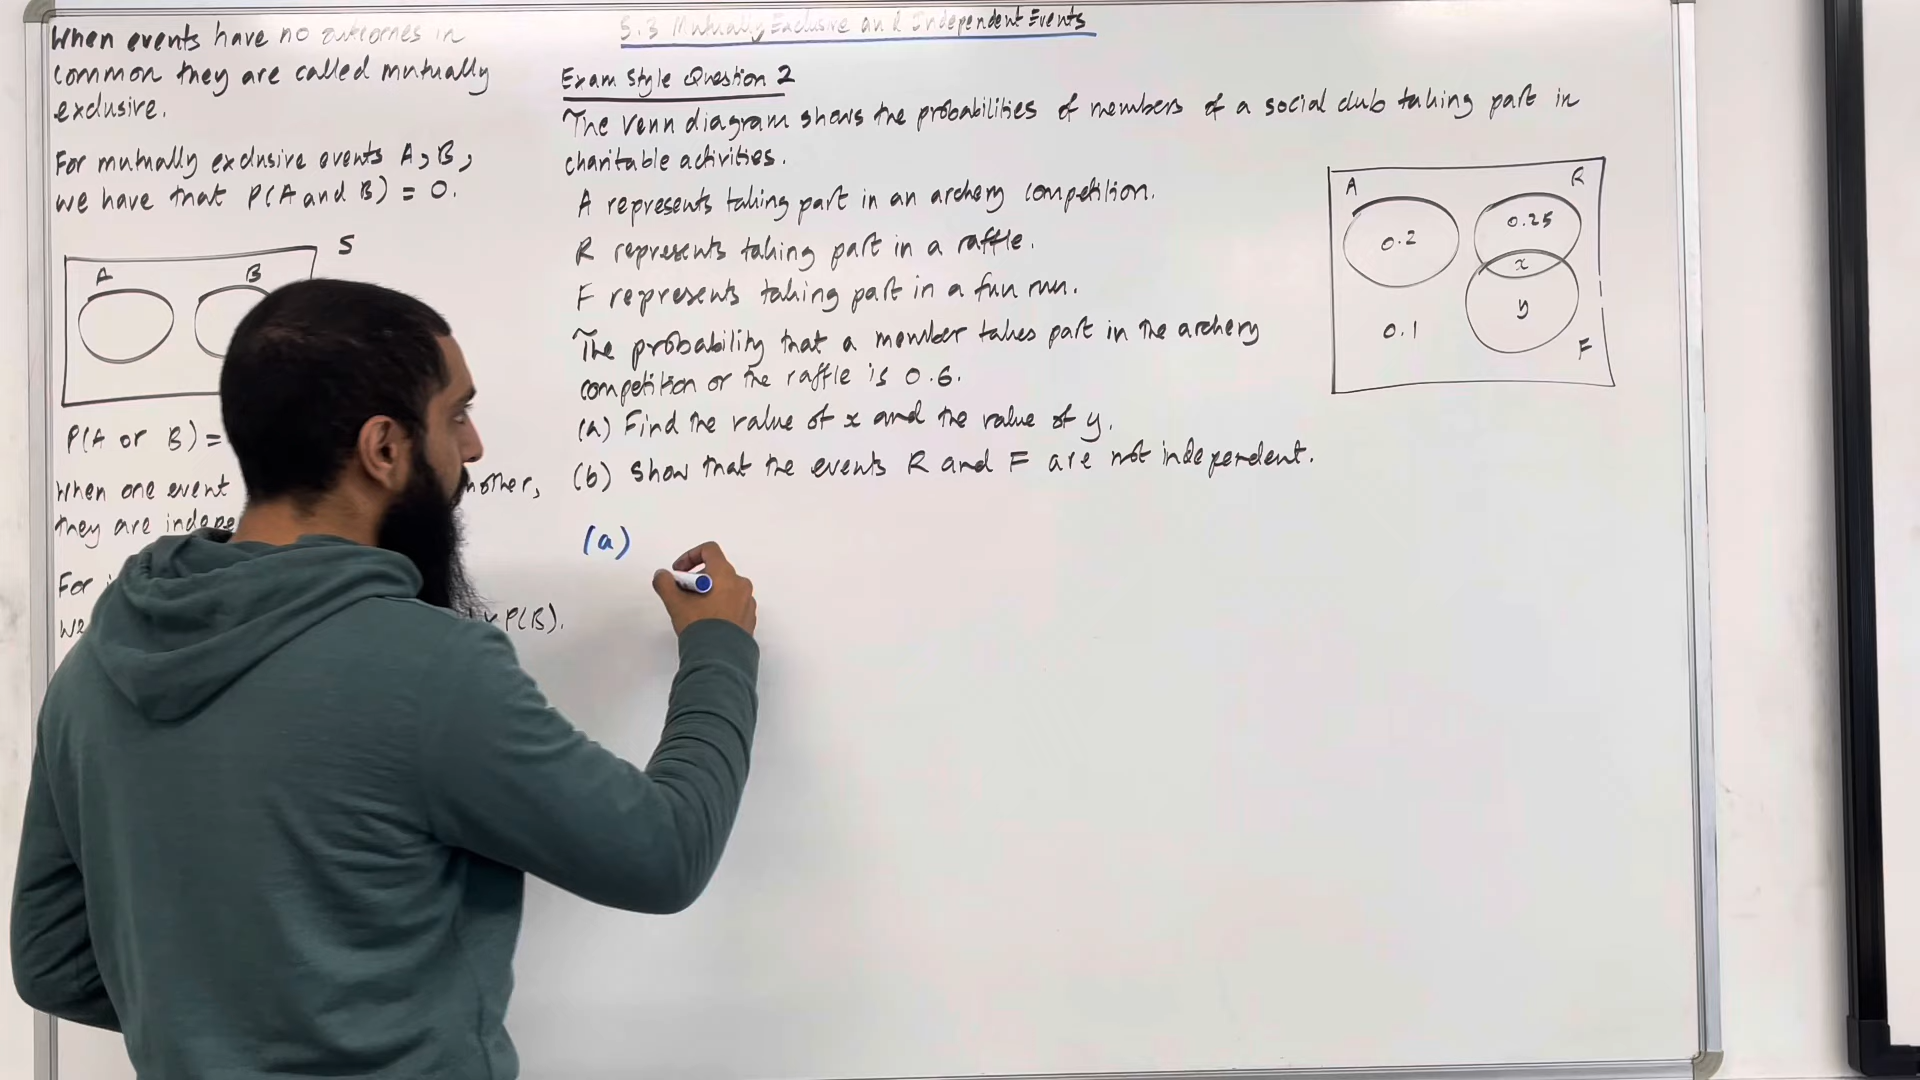 5.3 Mutually Exclusive and Independent Events
When events have no outcomes in
common they are called mutually
exclusive.
For mutually exclusive events A, B,
we have that P(A and B) = 0.
S
A B
P(A or B) =
When one event nother,
they are indepe
For
We P(B).
Exam Style Question 2
The Venn diagram shows the probabilities of members of a social club taking part in
charitable activities.
A represents taking part in an archery competition.
R represents taking part in a raffle.
F represents taking part in a fun run.
The probability that a member takes part in the archery
competition or the raffle is 0.6.
(a) Find the value of x and the value of y.
(b) Show that the events R and F are not independent.
A R
0.2 0.25
x
y
0.1
F
(a)